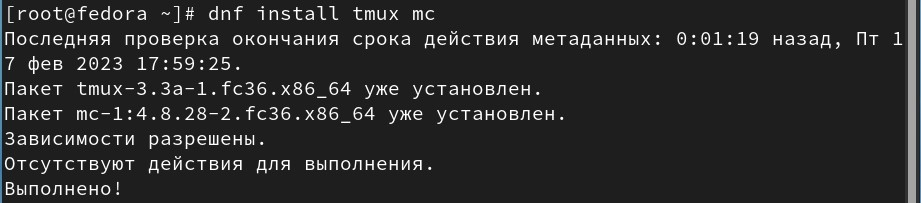 [root@fedora ~]# dnf install tmux mc
Последняя проверка окончания срока действия метаданных: 0:01:19 назад, Пт 1
7 фев 2023 17:59:25.
Пакет tmux-3.3a-1.fc36.x86_64 уже установлен.
Пакет mc-1:4.8.28-2.fc36.x86_64 уже установлен.
Зависимости разрешены.
Отсутствуют действия для выполнения.
Выполнено!